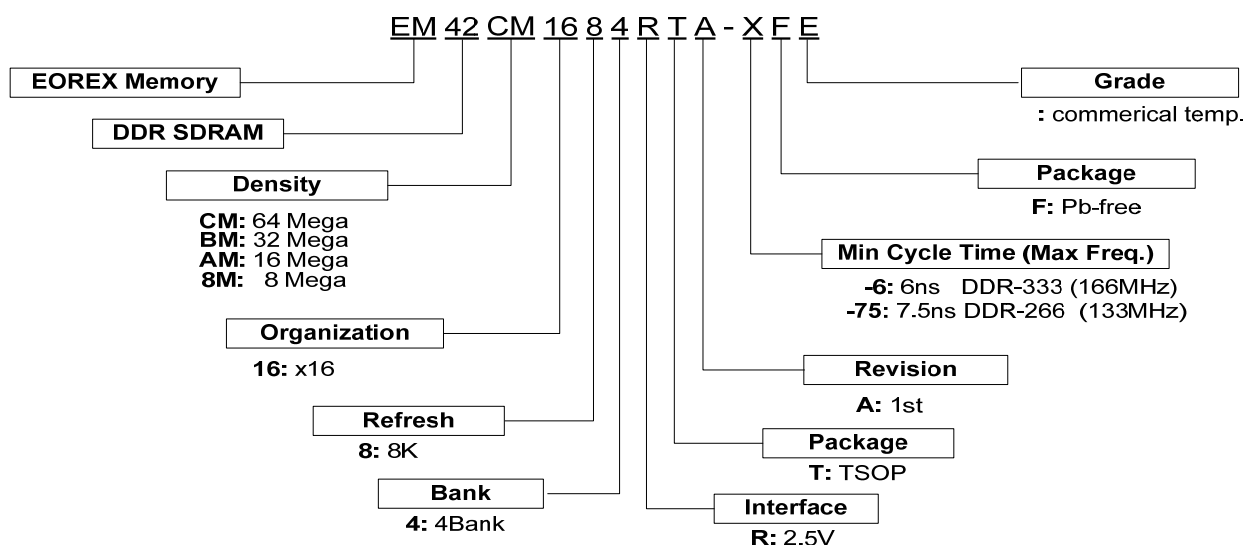 EM 42 CM 16 8 4 R T A - X F E
EOREX Memory
Grade
: commerical temp.
DDR SDRAM
Density
CM: 64 Mega
BM: 32 Mega
AM: 16 Mega
8M: 8 Mega
Package
F: Pb-free
Min Cycle Time (Max Freq.)
-6: 6ns DDR-333 (166MHz)
-75: 7.5ns DDR-266 (133MHz)
Organization
16: x16
Revision
A: 1st
Refresh
8: 8K
Package
T: TSOP
Bank
4: 4Bank
Interface
R: 2.5V